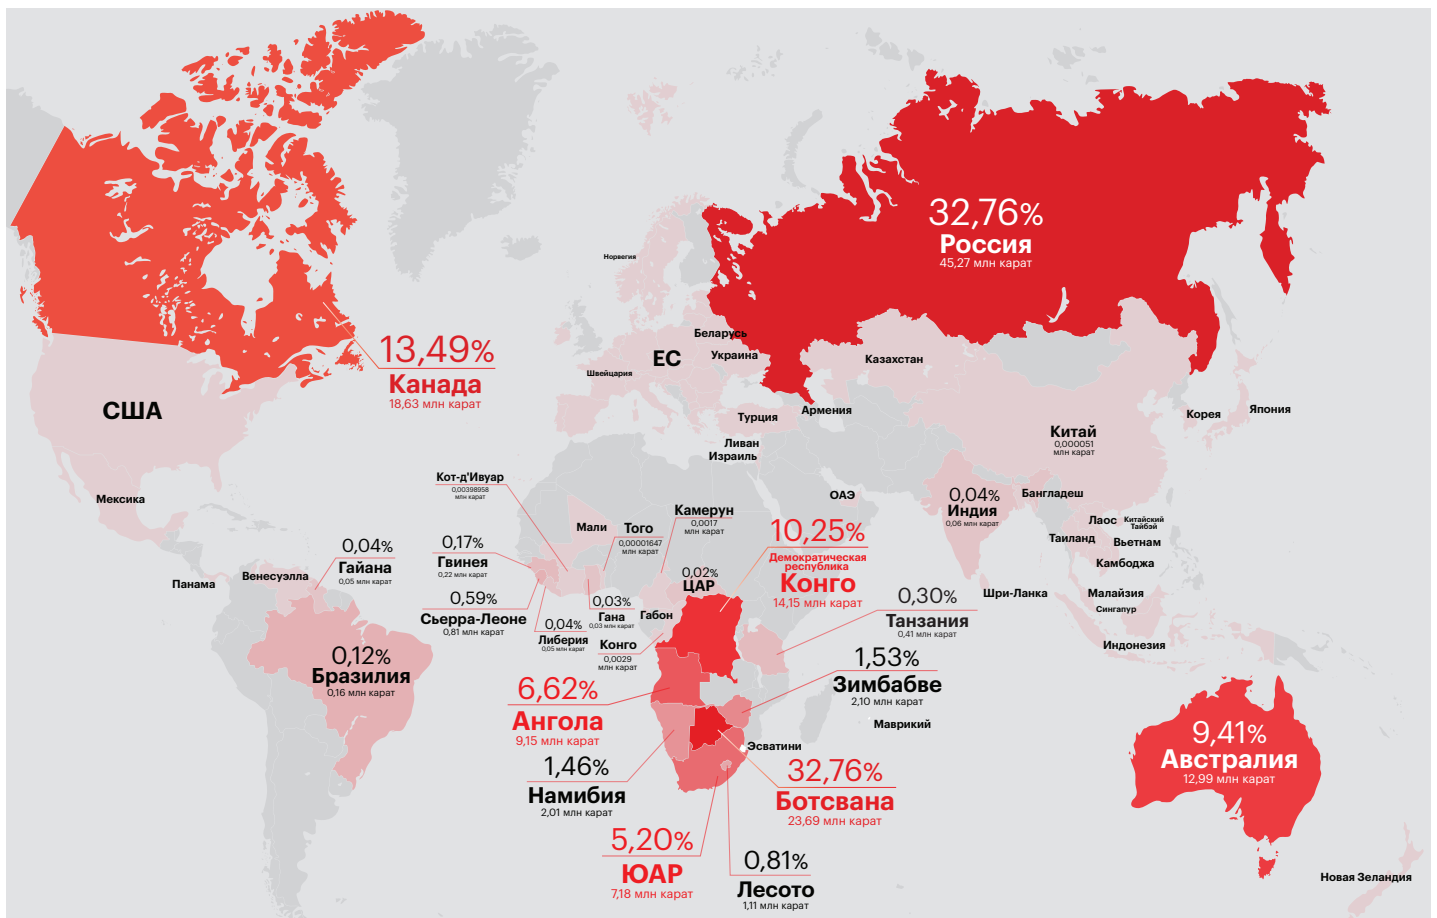 32,76%
Россия
45,27 млн карат
Норвегия
Беларусь
ЕС
Украина
Казахстан
Швейцария
13,49%
Канада
18,63 млн карат
США
Турция
Армения
Корея
Япония
Ливан
Израиль
Китай
0,000051
млн карат
Мексика
Кот-д'Ивуар
0,00398958
млн карат
ОАЭ
0,04%
Индия
0,06 млн карат
Бангладеш
Мали
Того
0,00001647
млн карат
Камерун
0,0017
млн карат
10,25%
Демократическая
республика
Конго
14,15 млн карат
Лаос
Китайский
Тайбэй
Таиланд
Вьетнам
Камбоджа
0,04%
Гайана
0,05 млн карат
Венесуэлла
Панама
0,17%
Гвинея
0,22 млн карат
0,02%
ЦАР
0,59%
Сьерра-Леоне
0,81 млн карат
0,04%
Либерия
0,05 млн карат
0,03%
Гана
0,03 млн карат
Габон
Конго
0,0029
млн карат
0,30%
Танзания
0,41 млн карат
Шри-Ланка
Малайзия
Сингапур
Индонезия
0,12%
Бразилия
0,16 млн карат
1,53%
Зимбабве
2,10 млн карат
6,62%
Ангола
9,15 млн карат
Маврикий
Эсватини
9,41%
Австралия
12,99 млн карат
1,46%
Намибия
2,01 млн карат
32,76%
Ботсвана
23,69 млн карат
5,20%
ЮАР
7,18 млн карат
0,81%
Лесото
1,11 млн карат
Новая Зеландия